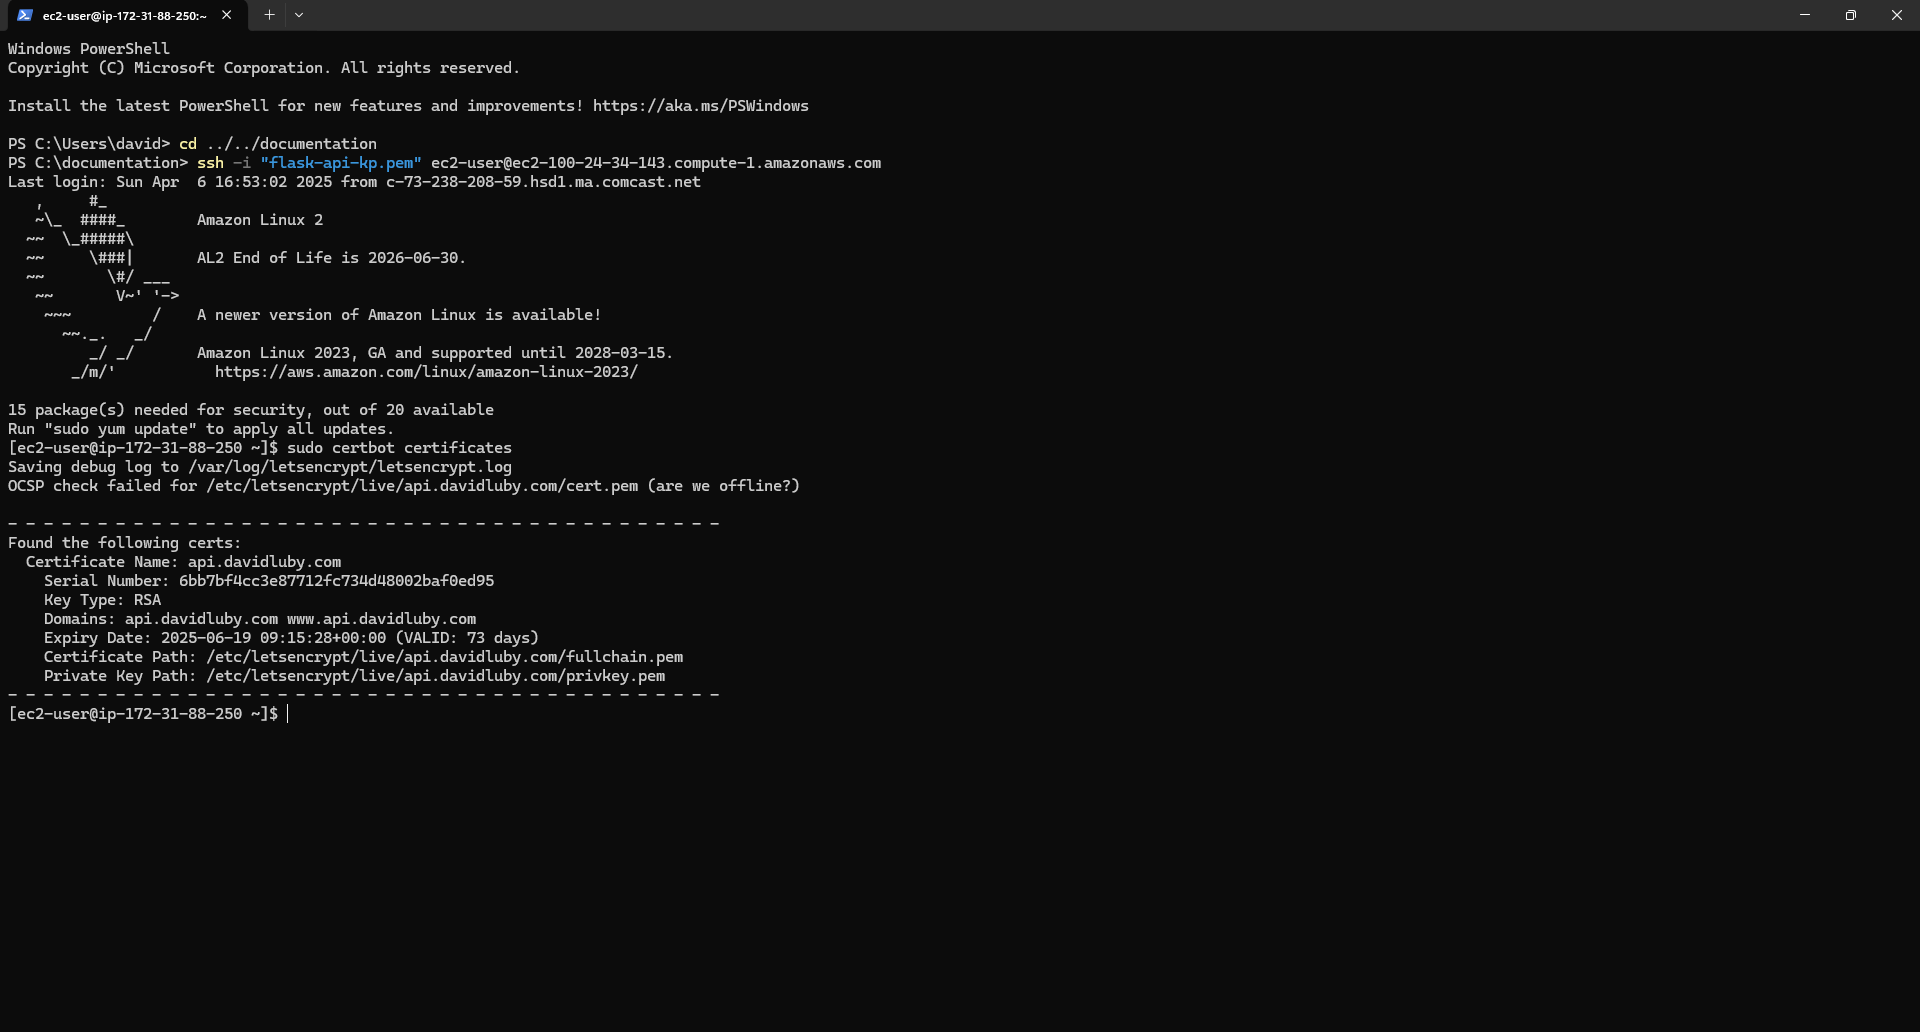 ec2-user@ip-172-31-88-250:~
Windows PowerShell
Copyright (C) Microsoft Corporation. All rights reserved.
Install the latest PowerShell for new features and improvements! https://aka.ms/PSWindows
PS C:\Users\david> cd ../../documentation
PS C:\documentation> ssh -i "flask-api-kp.pem" ec2-user@ec2-100-24-34-143.compute-1.amazonaws.com
Last login: Sun Apr  6 16:53:02 2025 from c-73-238-208-59.hsd1.ma.comcast.net
   ,     #_
   ~\_  ####_        Amazon Linux 2
  ~~  \_#####\
  ~~     \###|       AL2 End of Life is 2026-06-30.
  ~~       \#/ ___
   ~~       V~' '->
    ~~~         /    A newer version of Amazon Linux is available!
      ~~._.   _/
         _/ _/       Amazon Linux 2023, GA and supported until 2028-03-15.
       _/m/'           https://aws.amazon.com/linux/amazon-linux-2023/
15 package(s) needed for security, out of 20 available
Run "sudo yum update" to apply all updates.
[ec2-user@ip-172-31-88-250 ~]$ sudo certbot certificates
Saving debug log to /var/log/letsencrypt/letsencrypt.log
OCSP check failed for /etc/letsencrypt/live/api.davidluby.com/cert.pem (are we offline?)
- - - - - - - - - - - - - - - - - - - - - - - - - - - - - - - - - - - - - - - -
Found the following certs:
  Certificate Name: api.davidluby.com
    Serial Number: 6bb7bf4cc3e87712fc734d48002baf0ed95
    Key Type: RSA
    Domains: api.davidluby.com www.api.davidluby.com
    Expiry Date: 2025-06-19 09:15:28+00:00 (VALID: 73 days)
    Certificate Path: /etc/letsencrypt/live/api.davidluby.com/fullchain.pem
    Private Key Path: /etc/letsencrypt/live/api.davidluby.com/privkey.pem
- - - - - - - - - - - - - - - - - - - - - - - - - - - - - - - - - - - - - - - -
[ec2-user@ip-172-31-88-250 ~]$